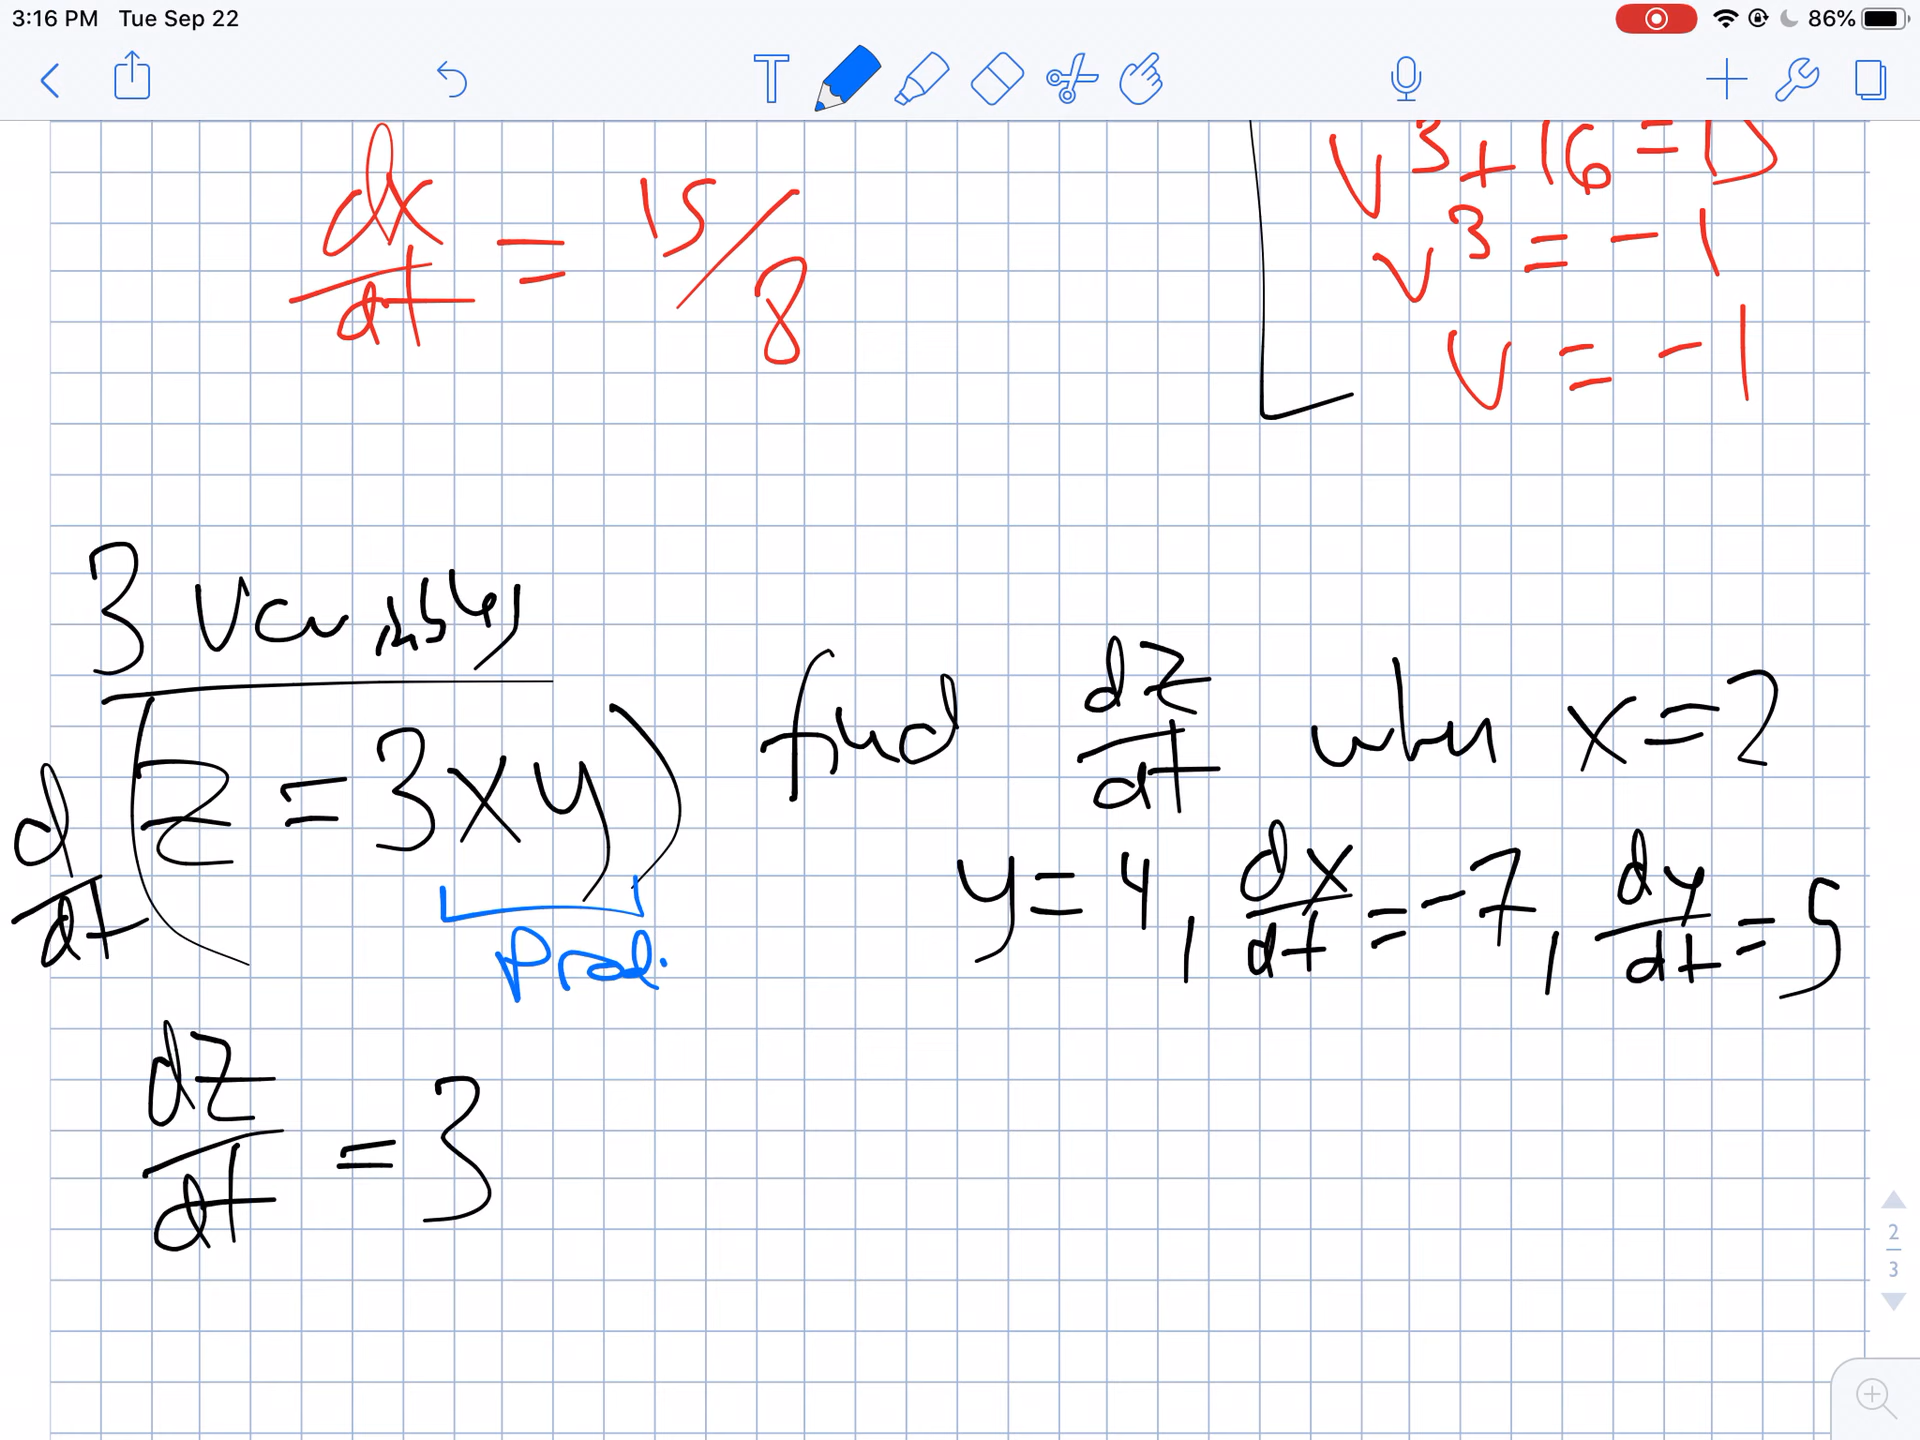 3:16 PM Tue Sep 22
86%
T
dx/dt = 15/8
v³ + 16 = 15
v³ = -1
v = -1
3 Variables
d/dt (z = 3xy) find dz/dt when x = 2
y = 4, dx/dt = -7, dy/dt = 5
Prod.
dz/dt = 3
2
3